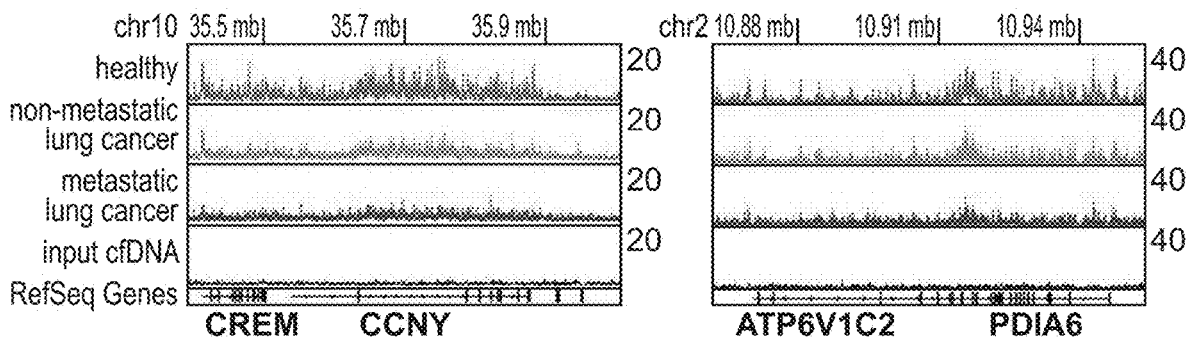 chr10 35.5 mb 35.7 mb 35.9 mb chr2 10.88 mb 10.91 mb 10.94 mb
healthy 20 40
non-metastatic
lung cancer 20 40
metastatic
lung cancer 20 40
input cfDNA 20 40
RefSeq Genes
CREM CCNY ATP6V1C2 PDIA6